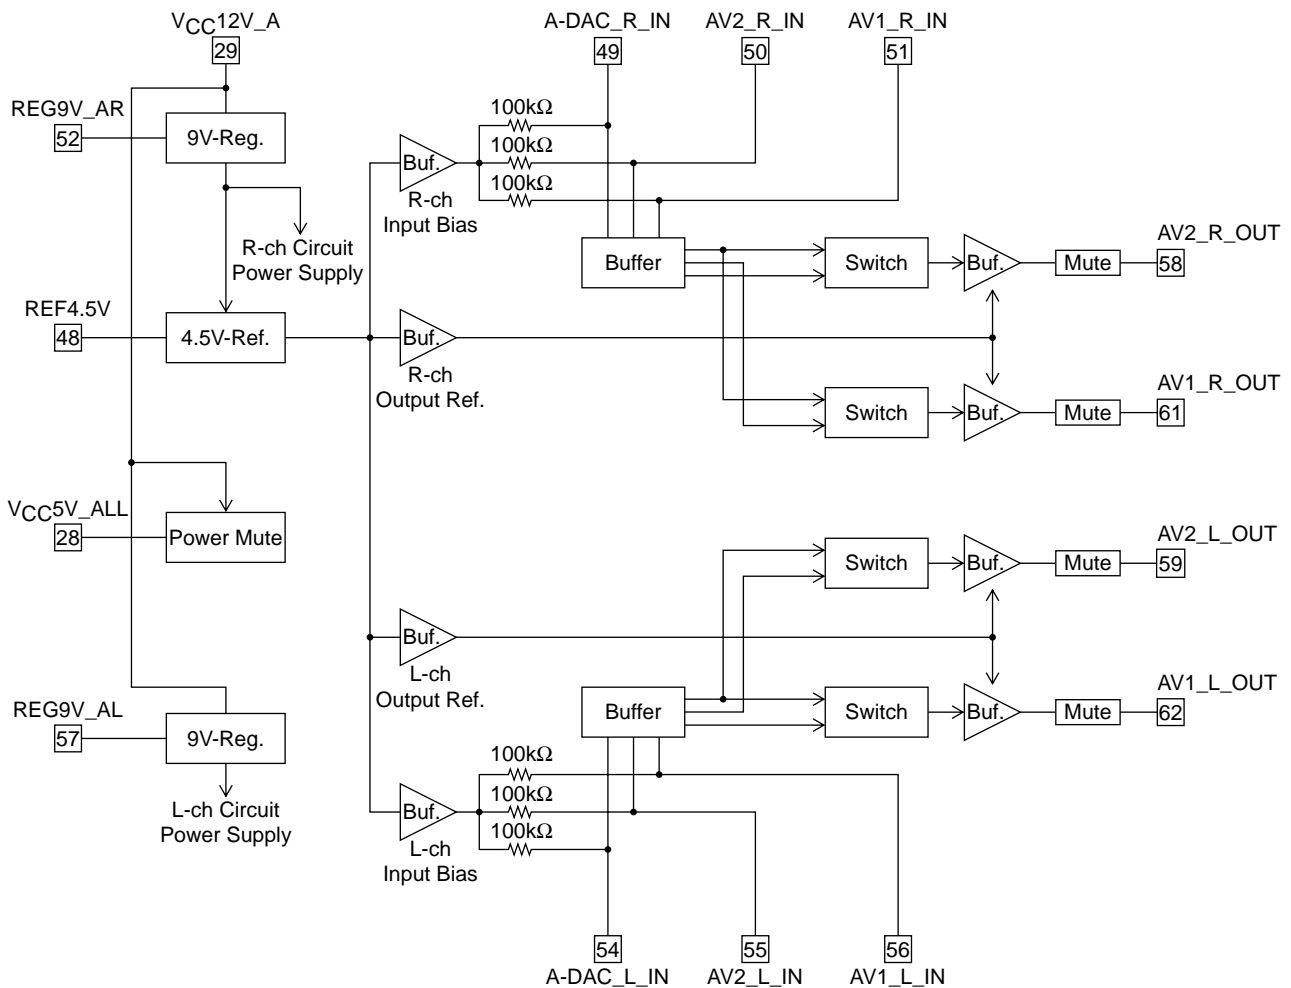 VCC12V_A
A-DAC_R_IN
AV2_R_IN
AV1_R_IN
29
49
50
51
REG9V_AR
52
9V-Reg.
100kΩ
100kΩ
100kΩ
Buf.
R-ch
Input Bias
R-ch Circuit
Power Supply
Buffer
Switch
Buf.
Mute
AV2_R_OUT
58
REF4.5V
48
4.5V-Ref.
Buf.
R-ch
Output Ref.
Switch
Buf.
Mute
AV1_R_OUT
61
VCC5V_ALL
28
Power Mute
Switch
Buf.
Mute
AV2_L_OUT
59
Buf.
L-ch
Output Ref.
REG9V_AL
57
9V-Reg.
L-ch Circuit
Power Supply
Buffer
Switch
Buf.
Mute
AV1_L_OUT
62
100kΩ
100kΩ
100kΩ
Buf.
L-ch
Input Bias
54
55
56
A-DAC_L_IN
AV2_L_IN
AV1_L_IN